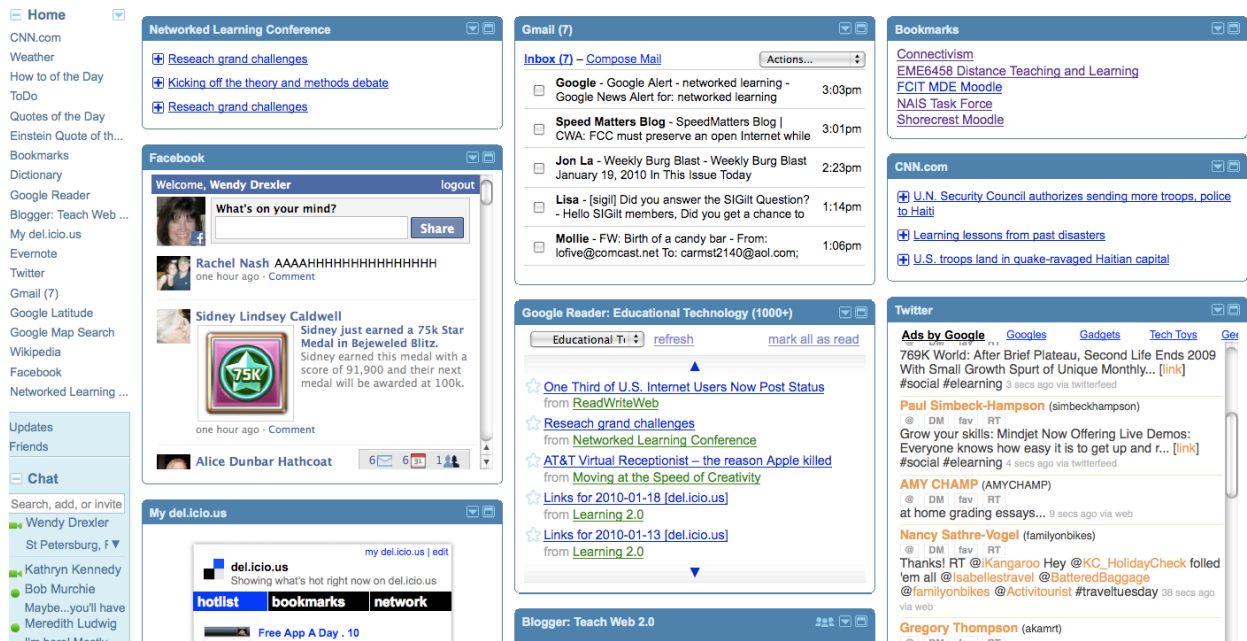 Home
CNN.com
Weather
How to of the Day
ToDo
Quotes of the Day
Einstein Quote of th...
Bookmarks
Dictionary
Google Reader
Blogger: Teach Web ...
My del.icio.us
Evernote
Twitter
Gmail (7)
Google Latitude
Google Map Search
Wikipedia
Facebook
Networked Learning ...
Updates
Friends
Chat
Search, add, or invite
Wendy Drexler
St Petersburg, F
Kathryn Kennedy
Bob Murchie
Maybe...you'll have
Meredith Ludwig
Networked Learning Conference
Reseach grand challenges
Kicking off the theory and methods debate
Reseach grand challenges
Facebook
Welcome, Wendy Drexler logout
What's on your mind?
Share
Rachel Nash AAAAHHHHHHHHHHHHHHH
one hour ago · Comment
Sidney Lindsey Caldwell
Sidney just earned a 75k Star
Medal in Bejeweled Blitz.
Sidney earned this medal with a
score of 91,900 and their next
medal will be awarded at 100k.
75K
one hour ago · Comment
Alice Dunbar Hathcoat
6 6 31 1
My del.icio.us
my del.icio.us | edit
del.icio.us
Showing what's hot right now on del.icio.us
hotlist bookmarks network
Free App A Day . 10
Gmail (7)
Inbox (7) – Compose Mail Actions...
Google - Google Alert - networked learning -
Google News Alert for: networked learning 3:03pm
Speed Matters Blog - SpeedMatters Blog |
CWA: FCC must preserve an open Internet while 3:01pm
Jon La - Weekly Burg Blast - Weekly Burg Blast
January 19, 2010 In This Issue Today 2:23pm
Lisa - [sigil] Did you answer the SIGilt Question?
- Hello SIGilt members, Did you get a chance to 1:14pm
Mollie - FW: Birth of a candy bar - From:
lofive@comcast.net To: carmst2140@aol.com; 1:06pm
Google Reader: Educational Technology (1000+)
Educational T refresh mark all as read
One Third of U.S. Internet Users Now Post Status
from ReadWriteWeb
Reseach grand challenges
from Networked Learning Conference
AT&T Virtual Receptionist – the reason Apple killed
from Moving at the Speed of Creativity
Links for 2010-01-18 [del.icio.us]
from Learning 2.0
Links for 2010-01-13 [del.icio.us]
from Learning 2.0
Blogger: Teach Web 2.0
Bookmarks
Connectivism
EME6458 Distance Teaching and Learning
FCIT MDE Moodle
NAIS Task Force
Shorecrest Moodle
CNN.com
U.N. Security Council authorizes sending more troops, police
to Haiti
Learning lessons from past disasters
U.S. troops land in quake-ravaged Haitian capital
Twitter
Ads by Google Googles Gadgets Tech Toys Gee
@ DM fav RT
769K World: After Brief Plateau, Second Life Ends 2009
With Small Growth Spurt of Unique Monthly... [link]
#social #elearning 3 secs ago via twitterfeed
Paul Simbeck-Hampson (simbeckhampson)
@ DM fav RT
Grow your skills: Mindjet Now Offering Live Demos:
Everyone knows how easy it is to get up and r... [link]
#social #elearning 4 secs ago via twitterfeed
AMY CHAMP (AMYCHAMP)
@ DM fav RT
at home grading essays... 9 secs ago via web
Nancy Sathre-Vogel (familyonbikes)
@ DM fav RT
Thanks! RT @iKangaroo Hey @KC_HolidayCheck folled
'em all @Isabellestravel @BatteredBaggage
@familyonbikes @Activitourist #traveltuesday 38 secs ago
via web
Gregory Thompson (akamrt)
@ DM fav RT